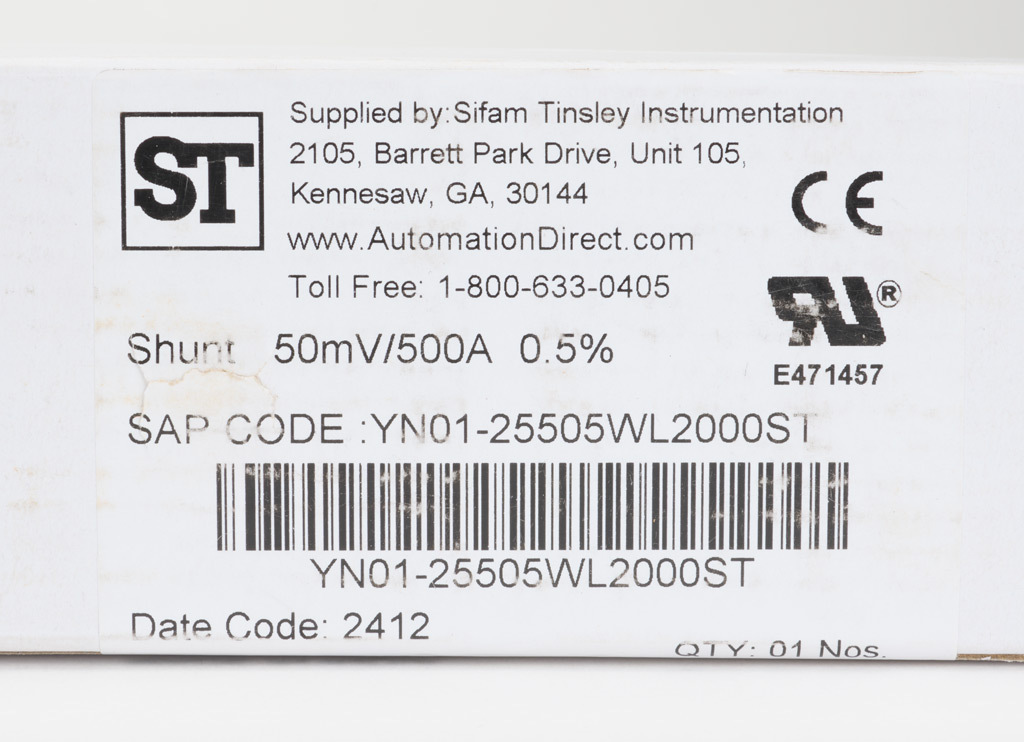 ST
Supplied by:Sifam Tinsley Instrumentation
2105, Barrett Park Drive, Unit 105,
Kennesaw, GA, 30144
www.AutomationDirect.com
Toll Free: 1-800-633-0405
CE
RU®
E471457
Shunt 50mV/500A 0.5%
SAP CODE :YN01-25505WL2000ST
YN01-25505WL2000ST
Date Code: 2412
QTY: 01 Nos.